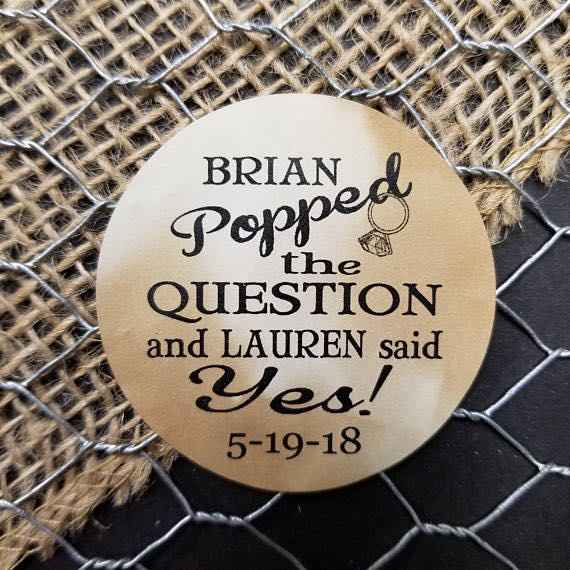 BRIAN
Popped
the
QUESTION
and LAUREN said
Yes!
5-19-18